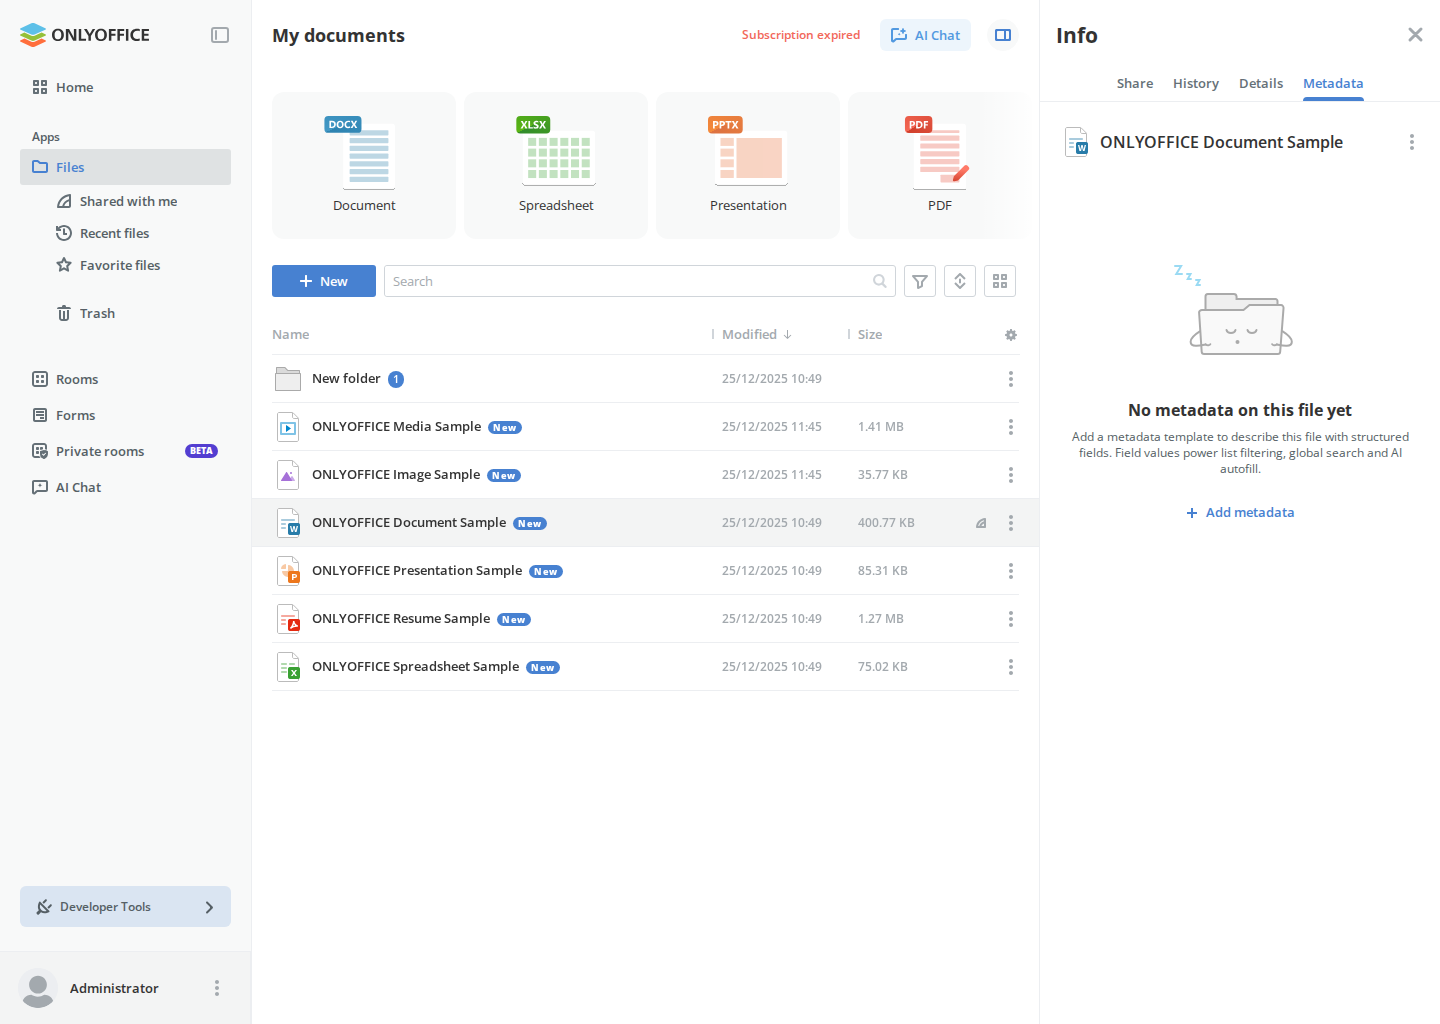 ONLYOFFICE
Home
Apps
Files
Shared with me
Recent files
Favorite files
Trash
Rooms
Forms
Private rooms BETA
AI Chat
Developer Tools
Administrator
My documents
Subscription expired
AI Chat
DOCX
Document
XLSX
Spreadsheet
PPTX
Presentation
PDF
PDF
New
Search
Name Modified Size
New folder 1 25/12/2025 10:49
ONLYOFFICE Media Sample New 25/12/2025 11:45 1.41 MB
ONLYOFFICE Image Sample New 25/12/2025 11:45 35.77 KB
W ONLYOFFICE Document Sample New 25/12/2025 10:49 400.77 KB
P ONLYOFFICE Presentation Sample New 25/12/2025 10:49 85.31 KB
ONLYOFFICE Resume Sample New 25/12/2025 10:49 1.27 MB
X ONLYOFFICE Spreadsheet Sample New 25/12/2025 10:49 75.02 KB
Info
Share History Details Metadata
W ONLYOFFICE Document Sample
Z z z
No metadata on this file yet
Add a metadata template to describe this file with structured
fields. Field values power list filtering, global search and AI
autofill.
Add metadata